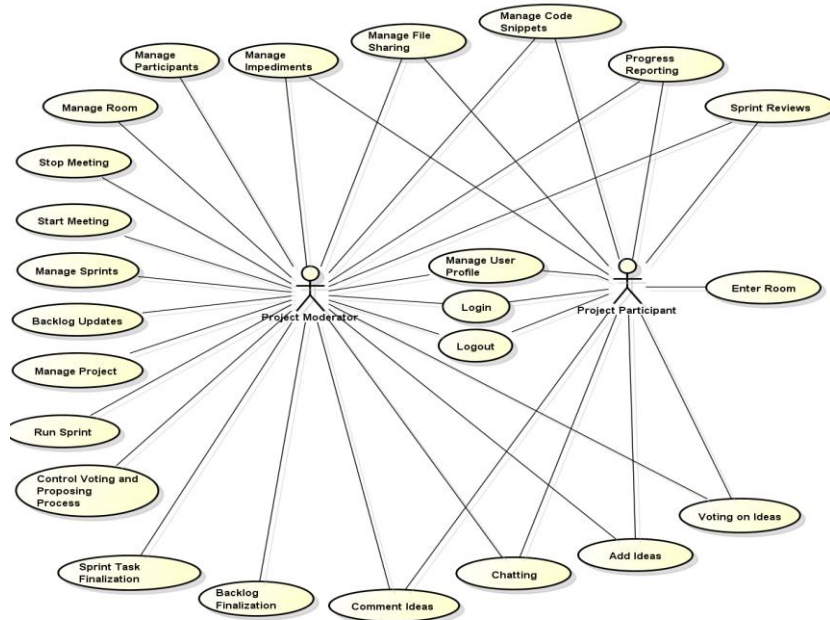 Manage Code
Snippets
Manage File
Sharing
Manage
Participants
Manage
Impediments
Progress
Reporting
Manage Room
Sprint Reviews
Stop Meeting
Start Meeting
Manage User
Profile
Manage Sprints
Enter Room
Login
Project Moderator
Project Participant
Backlog Updates
Logout
Manage Project
Run Sprint
Control Voting and
Proposing
Process
Voting on Ideas
Add Ideas
Sprint Task
Finalization
Chatting
Backlog
Finalization
Comment Ideas